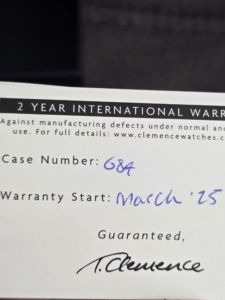 2 YEAR INTERNATIONAL WARR
Against manufacturing defects under normal and
use. For full details: www.clemencewatches.c
Case Number: 684
Warranty Start: March '25
Guaranteed,
T. Clemence